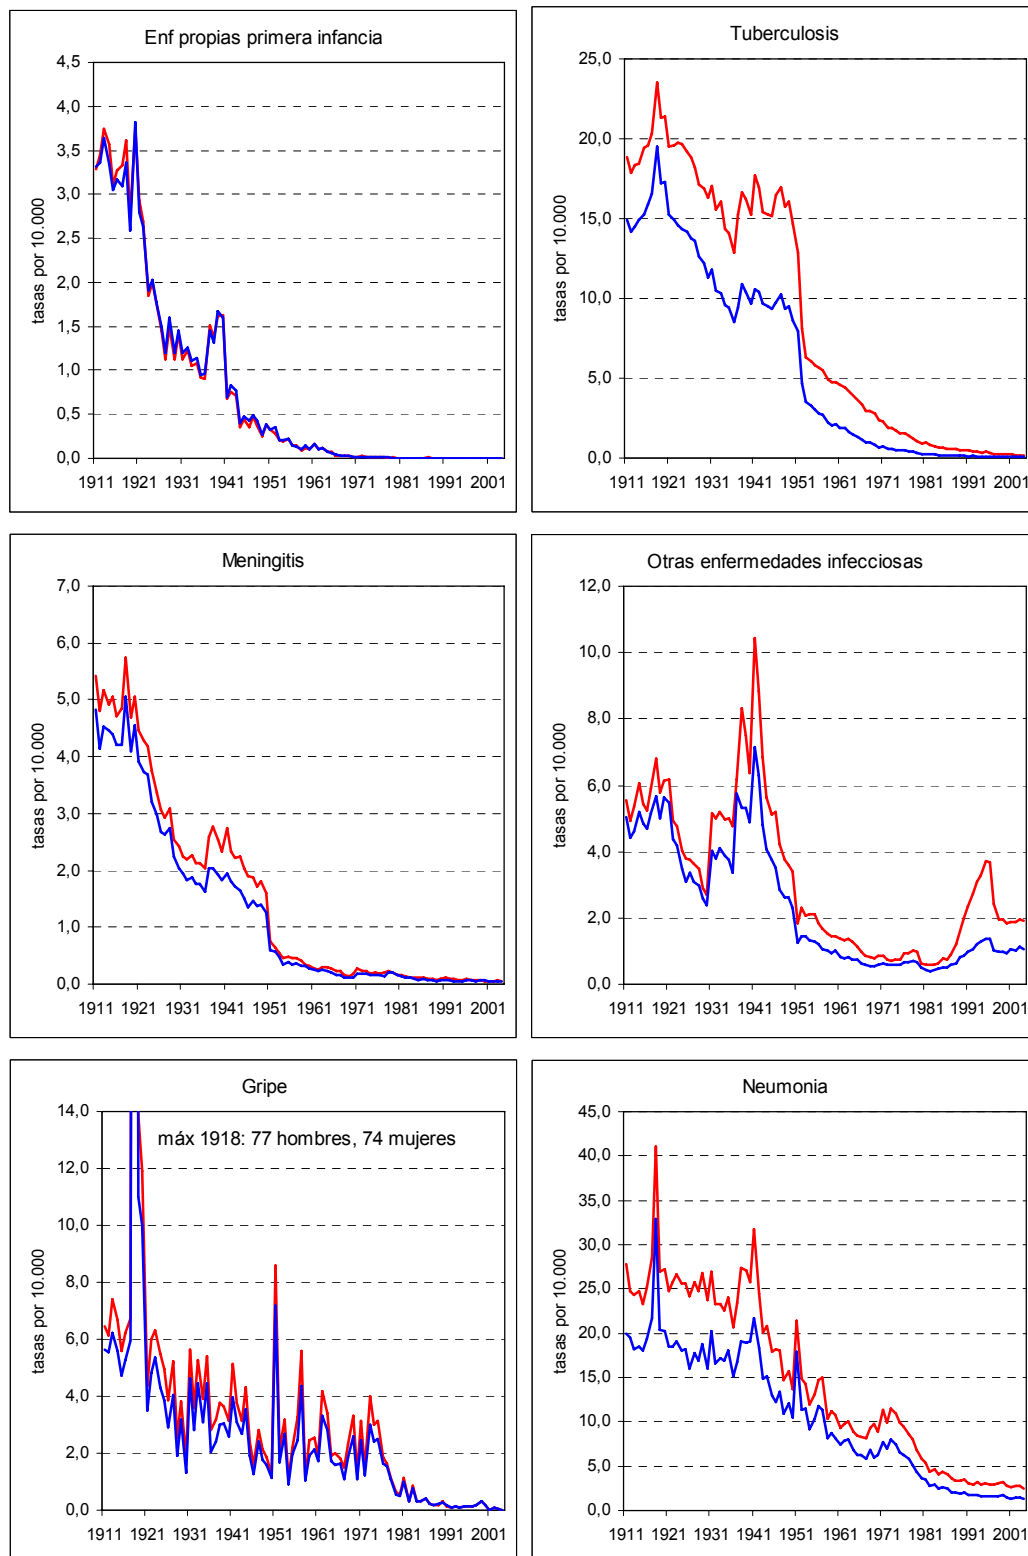 Enf propias primera infancia
tasas por 10.000
4,5
4,0
3,5
3,0
2,5
2,0
1,5
1,0
0,5
0,0
1911 1921 1931 1941 1951 1961 1971 1981 1991 2001
Tuberculosis
tasas por 10.000
25,0
20,0
15,0
10,0
5,0
0,0
1911 1921 1931 1941 1951 1961 1971 1981 1991 2001
Meningitis
tasas por 10.000
7,0
6,0
5,0
4,0
3,0
2,0
1,0
0,0
1911 1921 1931 1941 1951 1961 1971 1981 1991 2001
Otras enfermedades infecciosas
tasas por 10.000
12,0
10,0
8,0
6,0
4,0
2,0
0,0
1911 1921 1931 1941 1951 1961 1971 1981 1991 2001
Gripe
máx 1918: 77 hombres, 74 mujeres
tasas por 10.000
14,0
12,0
10,0
8,0
6,0
4,0
2,0
0,0
1911 1921 1931 1941 1951 1961 1971 1981 1991 2001
Neumonia
tasas por 10.000
45,0
40,0
35,0
30,0
25,0
20,0
15,0
10,0
5,0
0,0
1911 1921 1931 1941 1951 1961 1971 1981 1991 2001